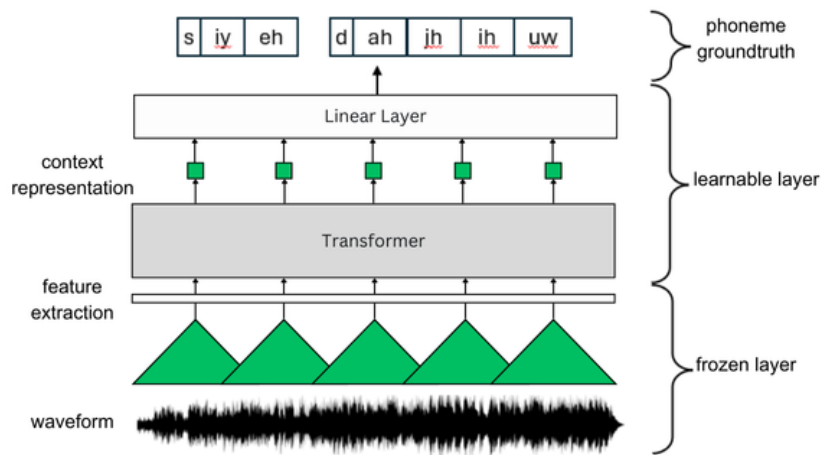 s iy eh d ah jh ih uw
phoneme
groundtruth
Linear Layer
context
representation
learnable layer
Transformer
feature
extraction
frozen layer
waveform